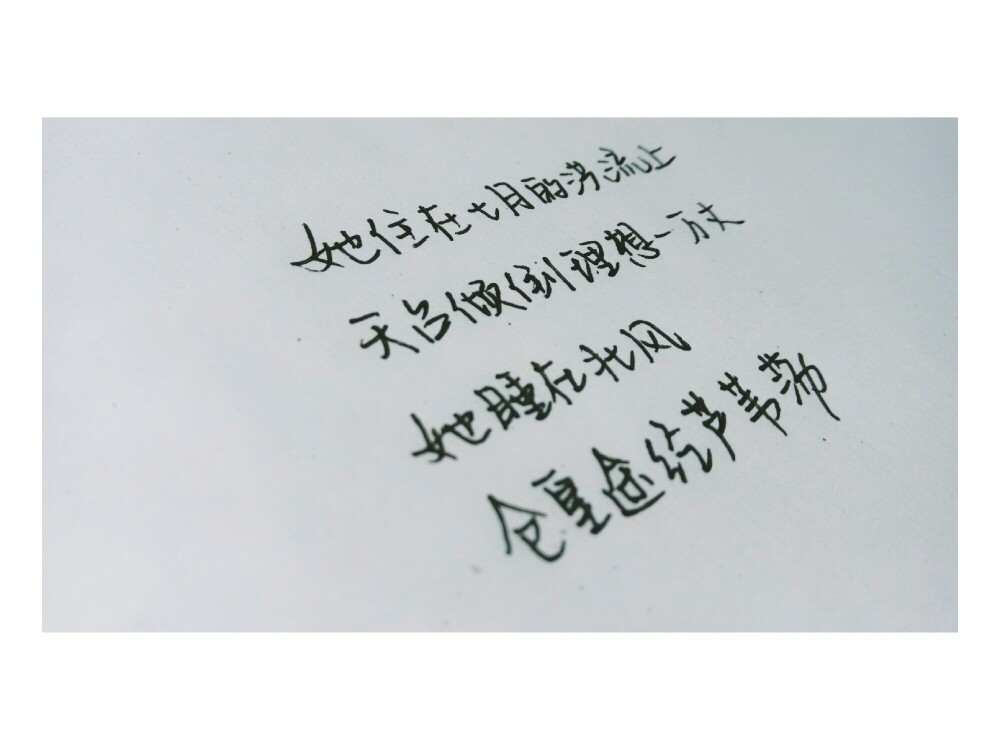 她住在七月的洪流上
天台倾倒理想一万丈
她睡在北风
仓皇途经芦苇荡